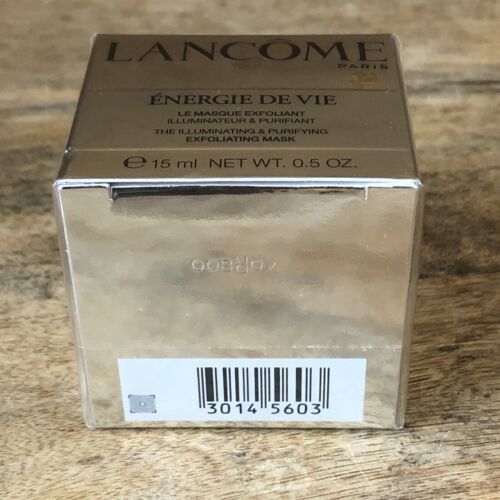 LANCÔME
PARIS
ÉNERGIE DE VIE
LE MASQUE EXFOLIANT
ILLUMINATEUR & PURIFIANT
THE ILLUMINATING & PURIFYING
EXFOLIATING MASK
℮ 15 ml NET WT. 0.5 OZ.
3014 5603